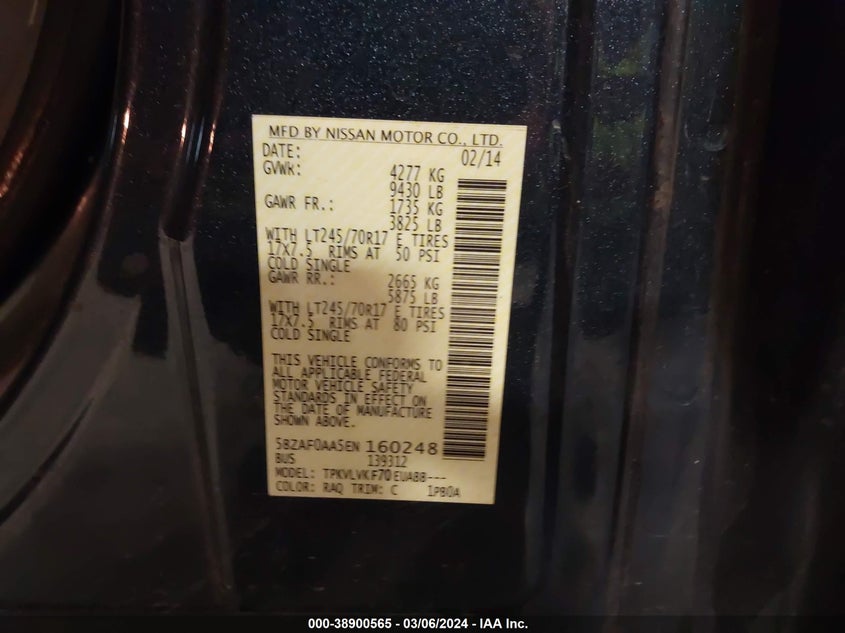 MFD BY NISSAN MOTOR CO., LTD.
DATE: 02/14
GVWR: 4277 KG
9430 LB
GAWR FR.: 1735 KG
3825 LB
WITH LT245/70R17 E TIRES
17X7.5 RIMS AT 50 PSI
COLD SINGLE
GAWR RR.: 2665 KG
5875 LB
WITH LT245/70R17 E TIRES
17X7.5 RIMS AT 80 PSI
COLD SINGLE
THIS VEHICLE CONFORMS TO
ALL APPLICABLE FEDERAL
MOTOR VEHICLE SAFETY
STANDARDS IN EFFECT ON
THE DATE OF MANUFACTURE
SHOWN ABOVE.
5BZAF0AA5EN 160248
BUS 139312
MODEL: TPKVLVKF70EUABB---
COLOR: RAQ TRIM: C 1PB0A
000-38900565 - 03/06/2024 - IAA Inc.